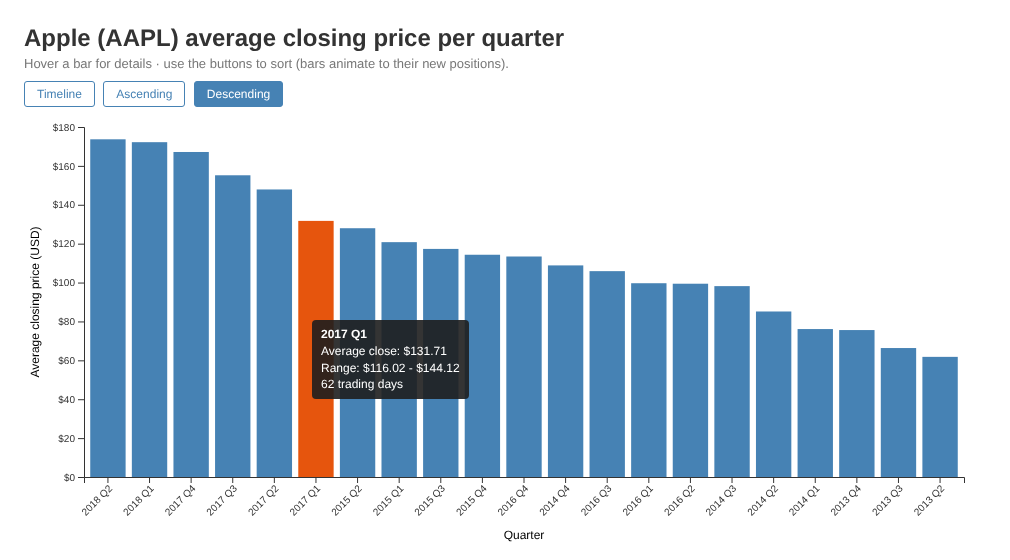 Apple (AAPL) average closing price per quarter
Hover a bar for details · use the buttons to sort (bars animate to their new positions).
Timeline Ascending Descending
$180
$160
$140
$120
$100
$80
$60
$40
$20
$0
Average closing price (USD)
2017 Q1
Average close: $131.71
Range: $116.02 - $144.12
62 trading days
2018 Q2 2018 Q1 2017 Q4 2017 Q3 2017 Q2 2017 Q1 2015 Q2 2015 Q1 2015 Q3 2015 Q4 2016 Q4 2014 Q4 2016 Q3 2016 Q1 2016 Q2 2014 Q3 2014 Q2 2014 Q1 2013 Q4 2013 Q3 2013 Q2
Quarter